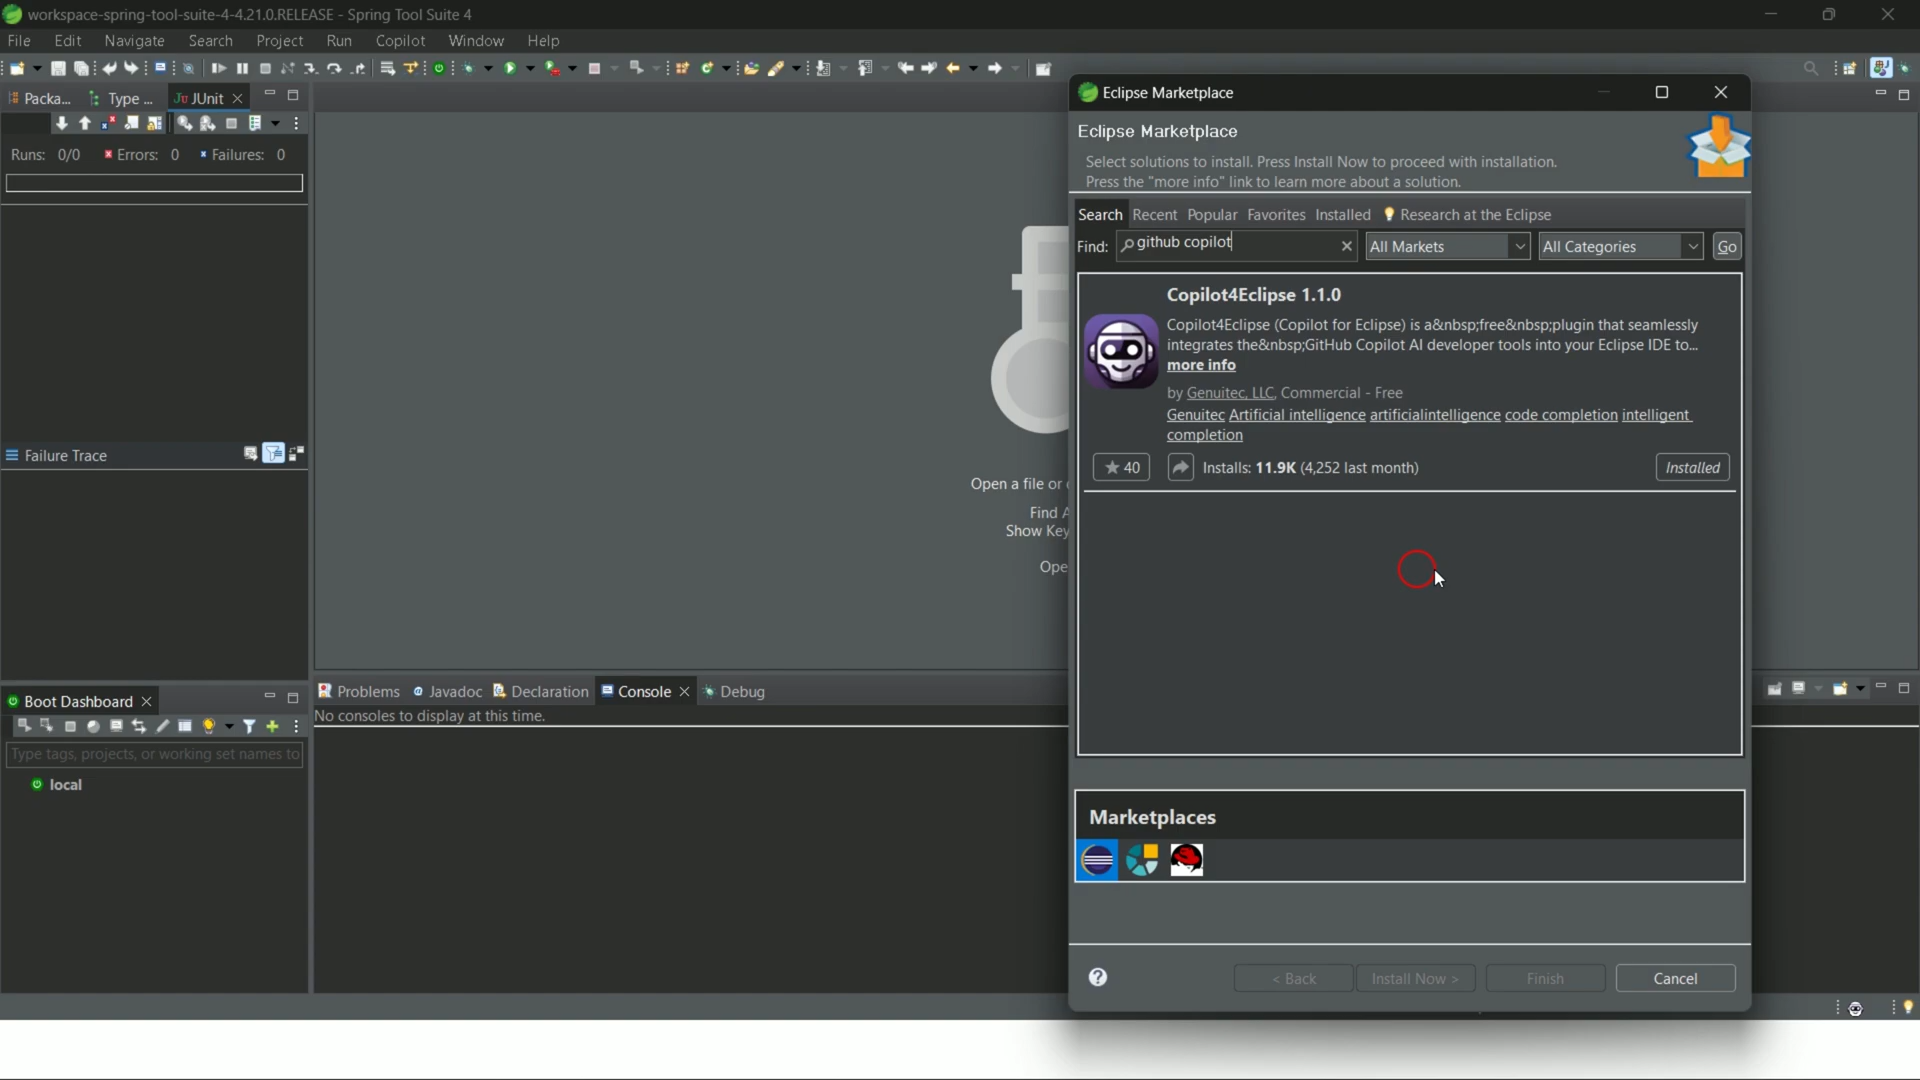 workspace-spring-tool-suite-4-4.21.0.RELEASE - Spring Tool Suite 4
File Edit Navigate Search Project Run Copilot Window Help
Packa... Type ... JUnit
Runs: 0/0 Errors: 0 Failures: 0
Failure Trace
Boot Dashboard
Type tags, projects, or working set names to
local
Open a file or
Find A
Show Key
Ope
Problems Javadoc Declaration Console Debug
No consoles to display at this time.
Eclipse Marketplace
Eclipse Marketplace
Select solutions to install. Press Install Now to proceed with installation.
Press the "more info" link to learn more about a solution.
Search Recent Popular Favorites Installed Research at the Eclipse
Find: github copilot All Markets All Categories Go
Copilot4Eclipse 1.1.0
Copilot4Eclipse (Copilot for Eclipse) is a&nbsp;free&nbsp;plugin that seamlessly
integrates the&nbsp;GitHub Copilot AI developer tools into your Eclipse IDE to...
more info
by Genuitec, LLC, Commercial - Free
Genuitec Artificial intelligence artificialintelligence code completion intelligent
completion
40 Installs: 11.9K (4,252 last month) Installed
Marketplaces
< Back Install Now > Finish Cancel